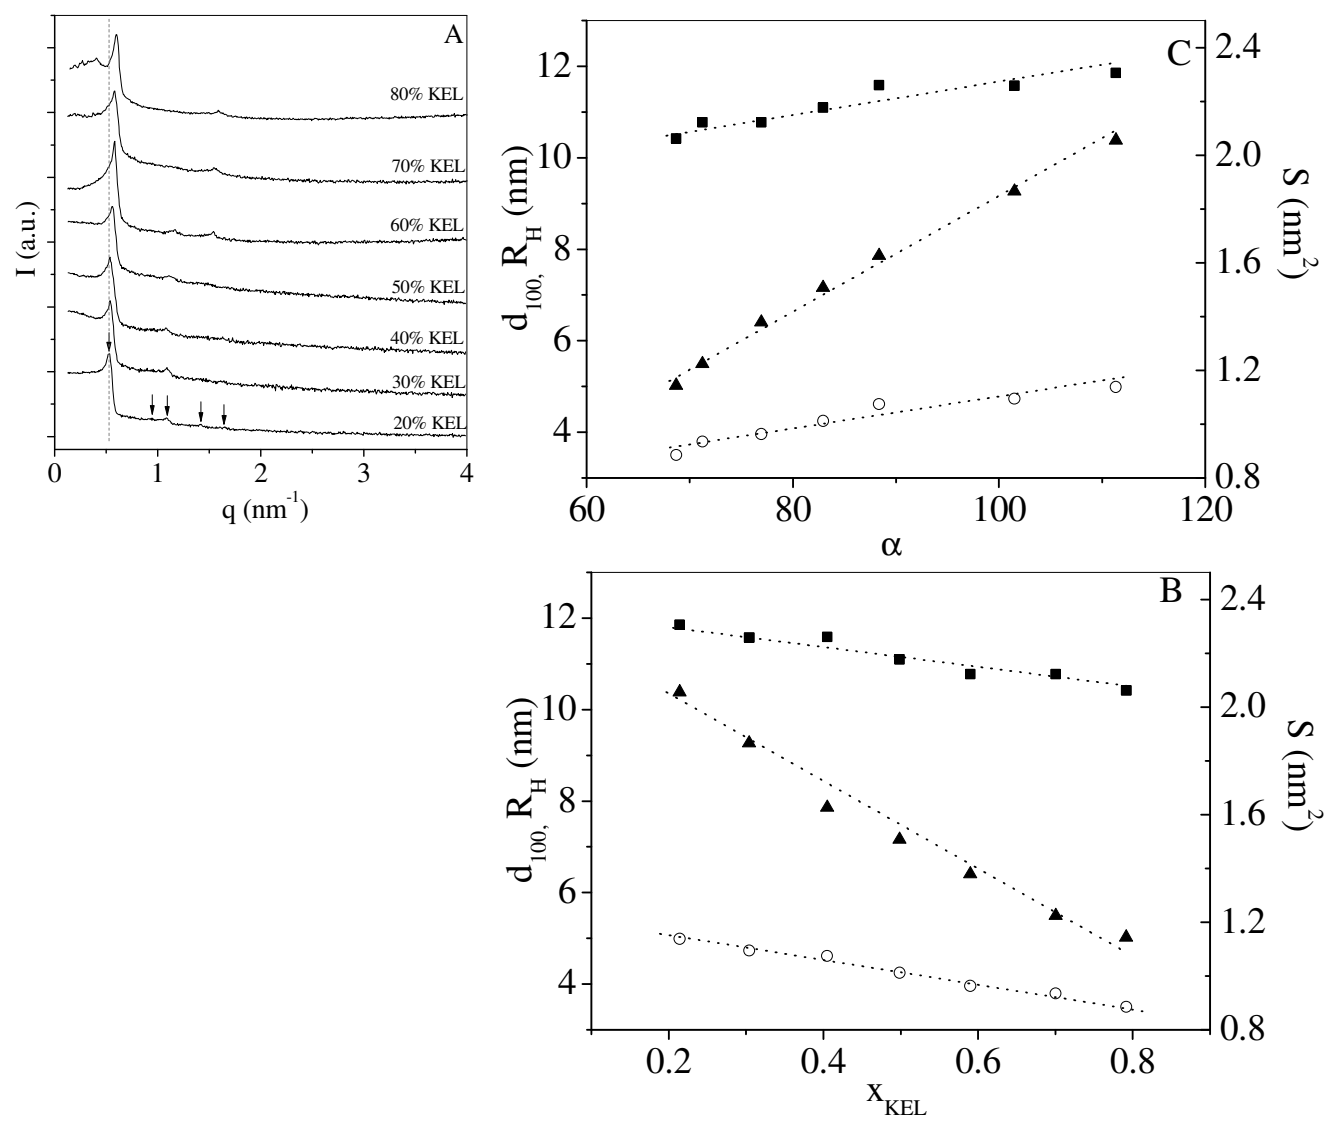 A
80% KEL
70% KEL
60% KEL
50% KEL
40% KEL
30% KEL
20% KEL
I (a.u.)
0 1 2 3 4
q (nm⁻¹)
C
12
10
8
6
4
d₁₀₀, R_H (nm)
2.4
2.0
1.6
1.2
0.8
S (nm²)
60 80 100 120
α
B
12
10
8
6
4
d₁₀₀, R_H (nm)
2.4
2.0
1.6
1.2
0.8
S (nm²)
0.2 0.4 0.6 0.8
x_KEL